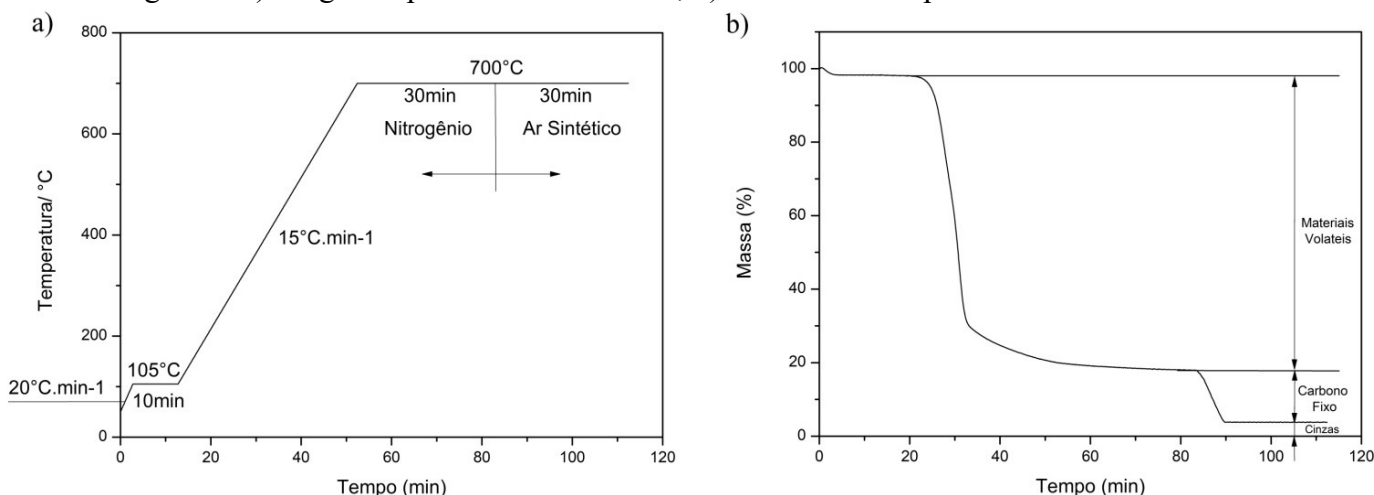 a)
800
600
400
200
0
0
20
40
60
80
100
120
Temperatura/ °C
Tempo (min)
700°C
30min
30min
Nitrogênio
Ar Sintético
15°C.min-1
105°C
20°C.min-1
10min
b)
100
80
60
40
20
0
0
20
40
60
80
100
120
Massa (%)
Tempo (min)
Materiais
Volateis
Carbono
Fixo
Cinzas